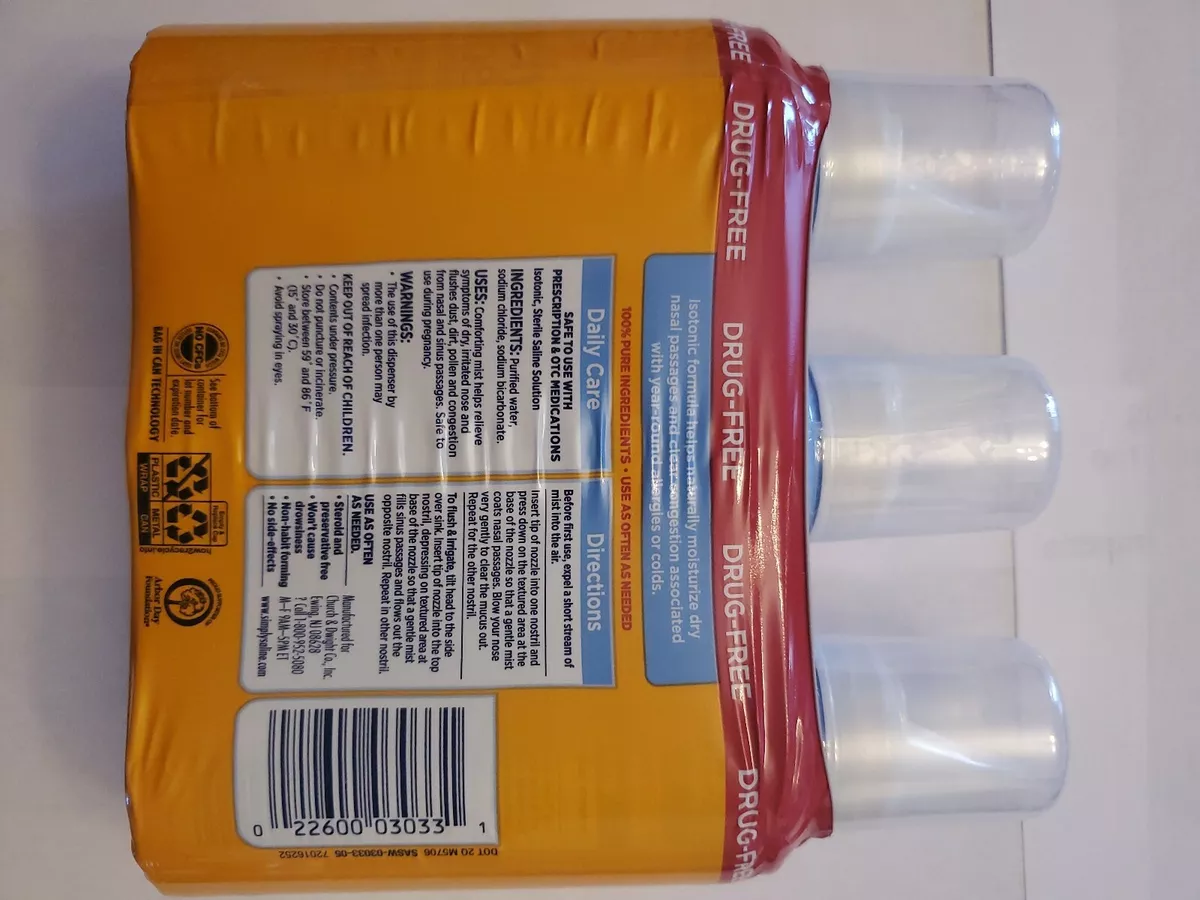 DRUG-FREE DRUG-FREE DRUG-FREE DRUG-FREE
Isotonic formula helps naturally moisturize dry
nasal passages and clear congestion associated
with year-round allergies or colds.
100% PURE INGREDIENTS • USE AS OFTEN AS NEEDED
Daily Care
SAFE TO USE WITH
PRESCRIPTION & OTC MEDICATIONS
Isotonic, Sterile Saline Solution
INGREDIENTS: Purified water,
sodium chloride, sodium bicarbonate.
USES: Comforting mist helps relieve
symptoms of dry, irritated nose and
flushes dust, dirt, pollen and congestion
from nasal and sinus passages. Safe to
use during pregnancy.
WARNINGS:
• The use of this dispenser by
more than one person may
spread infection.
KEEP OUT OF REACH OF CHILDREN.
• Contents under pressure.
• Do not puncture or incinerate.
• Store between 59° and 86°F
(15° and 30°C).
• Avoid spraying in eyes.
Directions
Before first use, expel a short stream of
mist into the air.
Insert tip of nozzle into one nostril and
press down on the textured area at the
base of the nozzle so that a gentle mist
coats nasal passages. Blow your nose
very gently to clear the mucus out.
Repeat for the other nostril.
To flush & irrigate, tilt head to the side
over sink. Insert tip of nozzle into the top
nostril, depressing on textured area at
base of the nozzle so that a gentle mist
fills sinus passages and flows out the
opposite nostril. Repeat in other nostril.
USE AS OFTEN
AS NEEDED.
• Steroid and
preservative free
• Won't cause
drowsiness
• Non-habit forming
• No side-effects
Manufactured for
Church & Dwight Co., Inc.
Ewing, NJ 08628
? Call 1-800-952-5080
M–F 9AM–5PM ET
www.simplysaline.com
NO CFCs
See bottom of
container for
lot number and
expiration date.
BAG IN CAN TECHNOLOGY
PLASTIC METAL
WRAP CAN
how2recycle.info
Arbor Day
Foundation
0 22600 03033 1
DOT 2Q M5706 SASW-03033-05 72016252